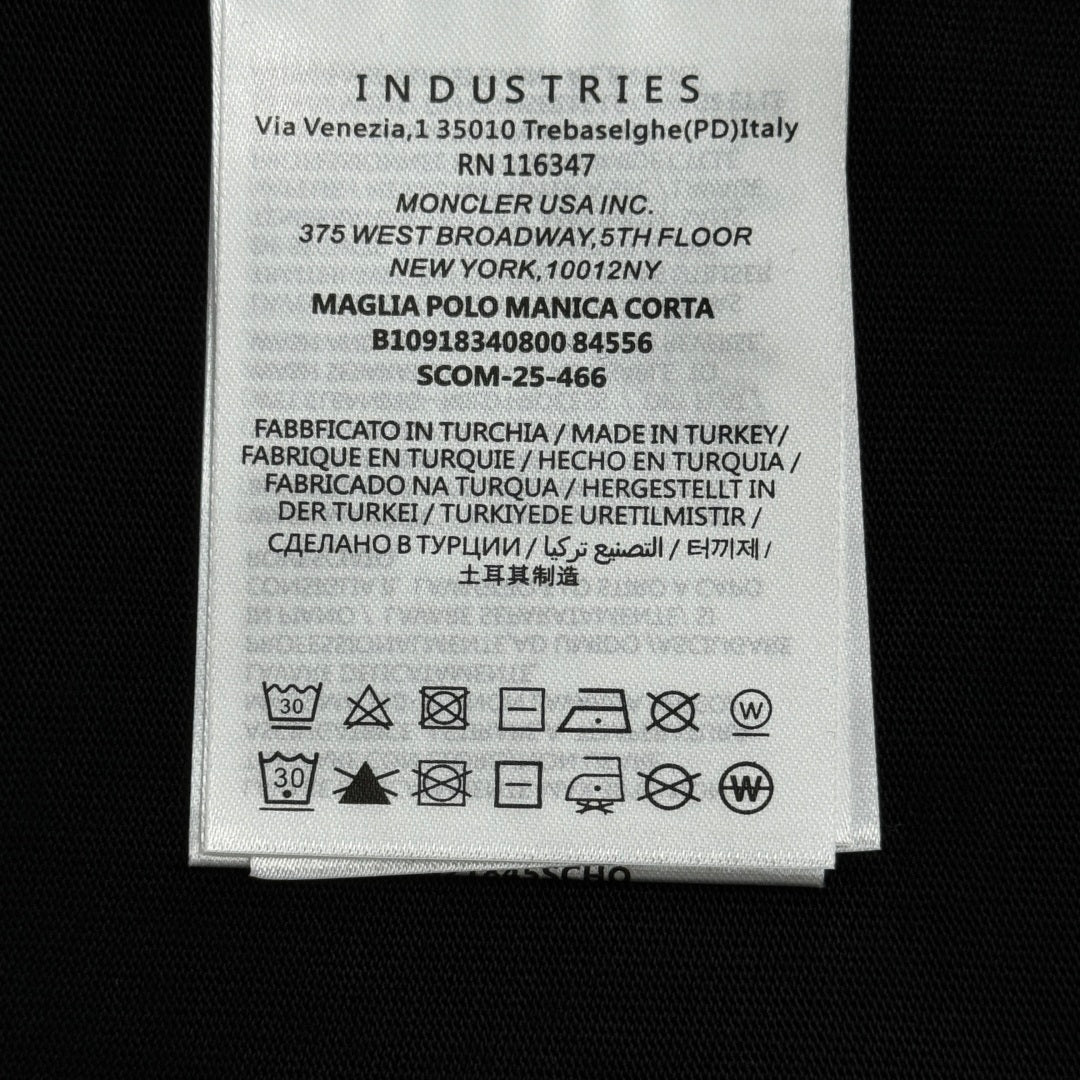 INDUSTRIES
Via Venezia,1 35010 Trebaselghe(PD)Italy
RN 116347
MONCLER USA INC.
375 WEST BROADWAY,5TH FLOOR
NEW YORK,10012NY
MAGLIA POLO MANICA CORTA
B10918340800 84556
SCOM-25-466
FABBFICATO IN TURCHIA / MADE IN TURKEY/
FABRIQUE EN TURQUIE / HECHO EN TURQUIA /
FABRICADO NA TURQUA / HERGESTELLT IN
DER TURKEI / TURKIYEDE URETILMISTIR /
СДЕЛАНО В ТУРЦИИ / التصنيع تركيا / 터끼제 /
土耳其制造
30 W
30 W